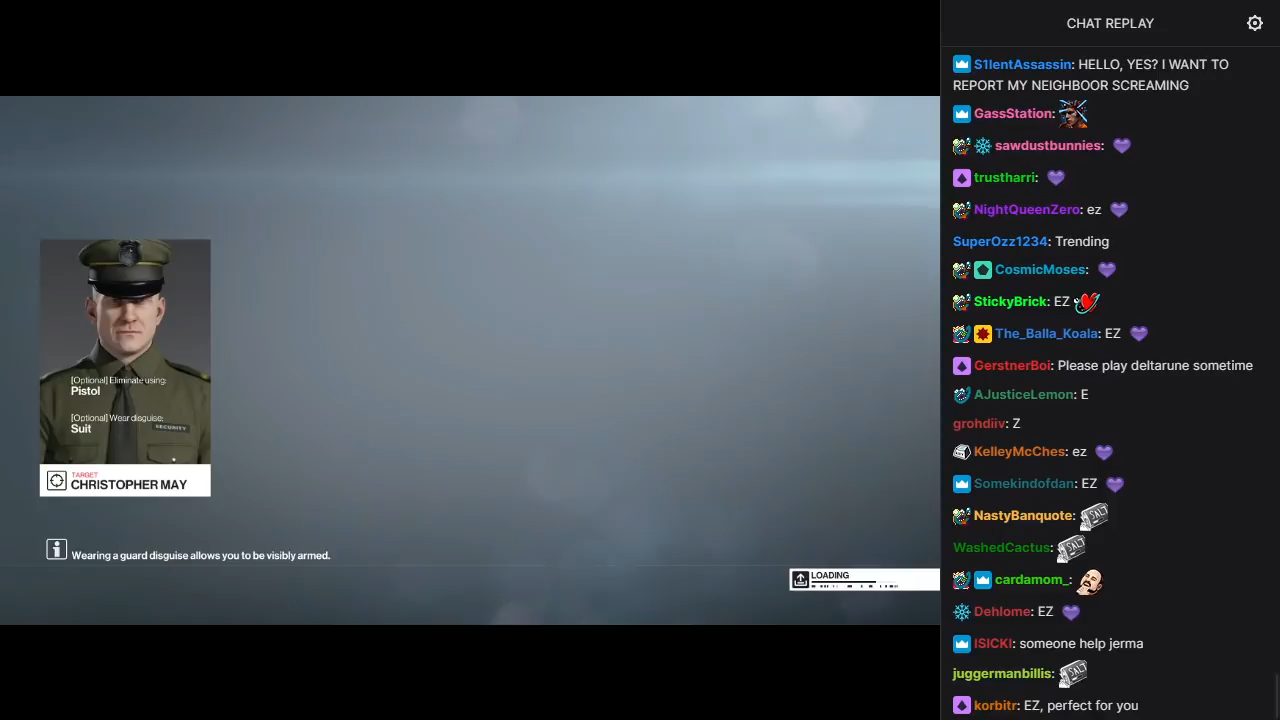 [Optional] Eliminate using:
Pistol
[Optional] Wear disguise:
Suit
SECURITY
TARGET
CHRISTOPHER MAY
Wearing a guard disguise allows you to be visibly armed.
LOADING
CHAT REPLAY
S1lentAssassin: HELLO, YES? I WANT TO
REPORT MY NEIGHBOOR SCREAMING
GassStation:
sawdustbunnies:
trustharri:
NightQueenZero: ez
SuperOzz1234: Trending
CosmicMoses:
StickyBrick: EZ
The_Balla_Koala: EZ
GerstnerBoi: Please play deltarune sometime
AJusticeLemon: E
grohdiiv: Z
KelleyMcChes: ez
Somekindofdan: EZ
NastyBanquote: SALT
WashedCactus: SALT
cardamom_:
Dehlome: EZ
ISICKI: someone help jerma
juggermanbillis: SALT
korbitr: EZ, perfect for you